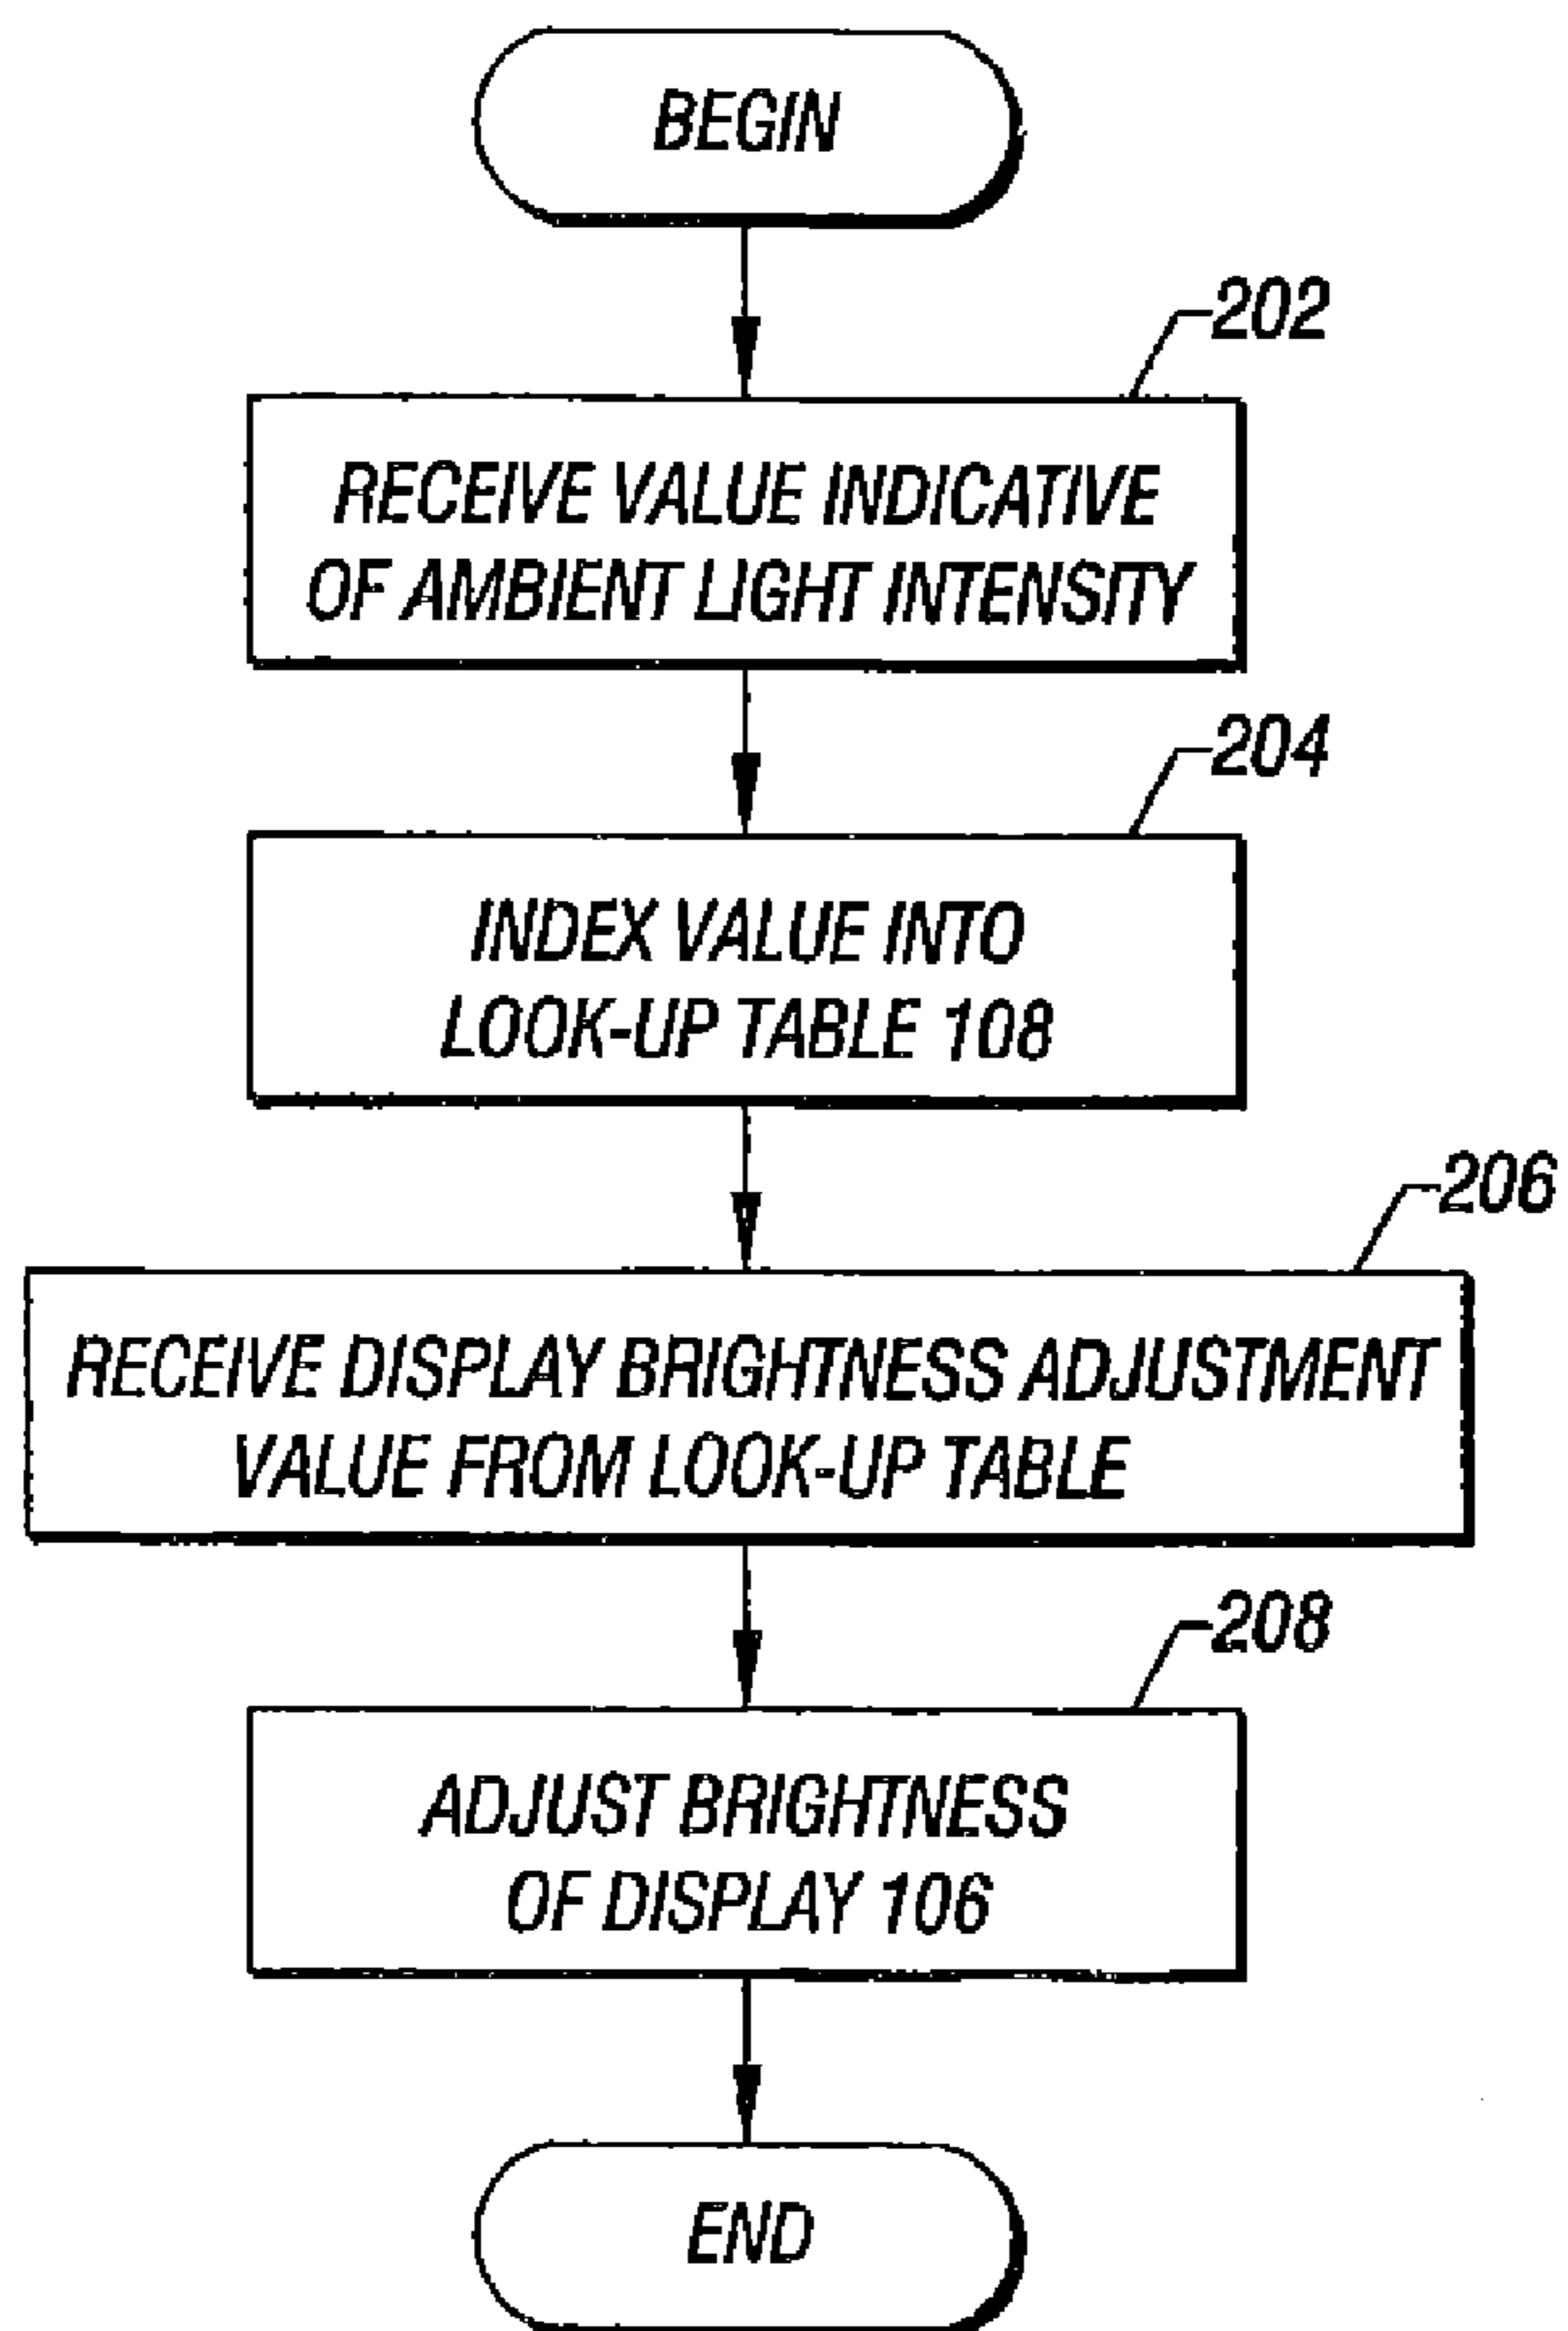 BEGIN
202
RECEIVE VALUE INDICATIVE
OF AMBIENT LIGHT INTENSITY
204
INDEX VALUE INTO
LOOK-UP TABLE 108
206
RECEIVE DISPLAY BRIGHTNESS ADJUSTMENT
VALUE FROM LOOK-UP TABLE
208
ADJUST BRIGHTNESS
OF DISPLAY 106
END